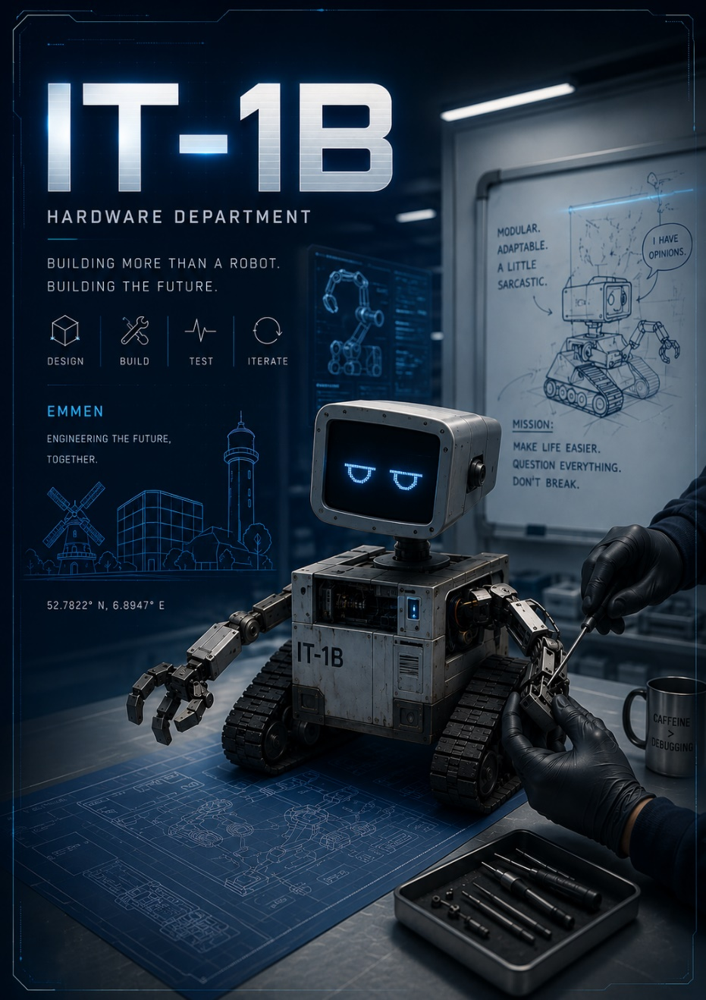 IT-1B
HARDWARE DEPARTMENT
BUILDING MORE THAN A ROBOT.
BUILDING THE FUTURE.
DESIGN
BUILD
TEST
ITERATE
EMMEN
ENGINEERING THE FUTURE,
TOGETHER.
52.7822° N, 6.8947° E
MODULAR.
ADAPTABLE.
A LITTLE
SARCASTIC.
I HAVE
OPINIONS.
MISSION:
MAKE LIFE EASIER.
QUESTION EVERYTHING.
DON'T BREAK.
IT-1B
CAFFEINE
>
DEBUGGING